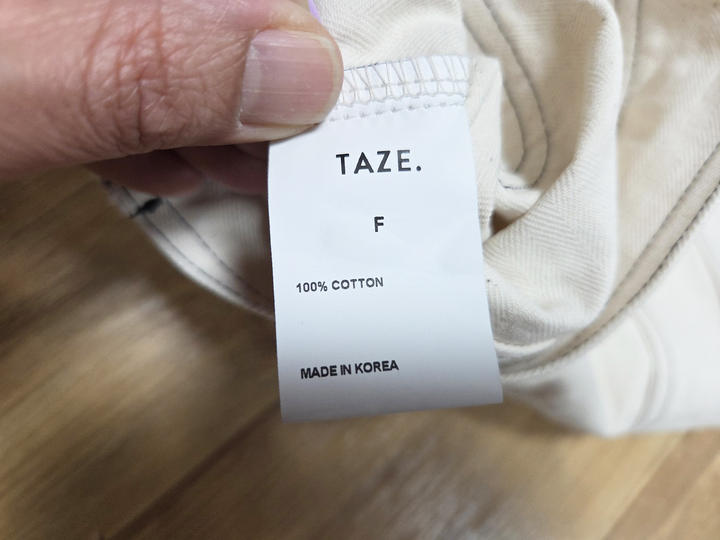 TAZE.
F
100% COTTON
MADE IN KOREA